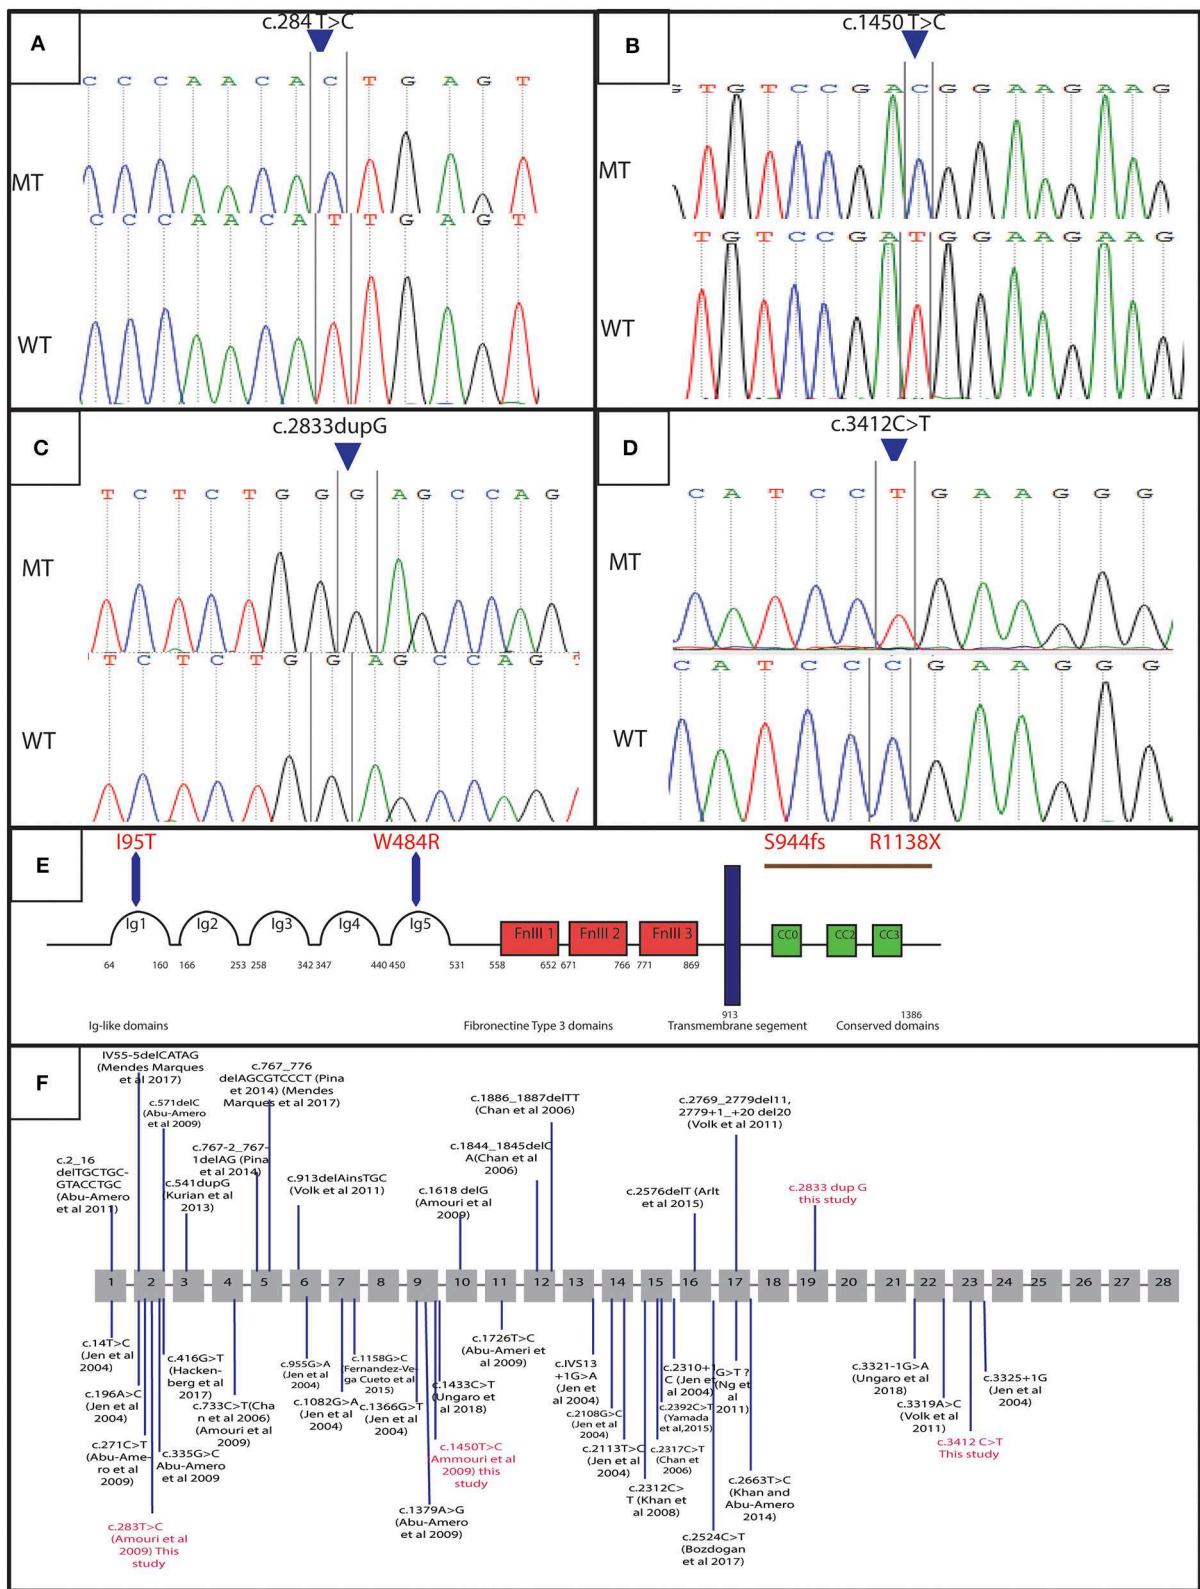 A
c.284 T>C
C C C A A C A C T G A G T
MT
C C C A A C A T T G A G T
WT
B
c.1450 T>C
G T G T C C G A C G G A A G A A G
MT
T G T C C G A T G G A A G A A G
WT
C
c.2833dupG
T C T C T G G G A G C C A G
MT
T C T C T G G A G C C A G T
WT
D
c.3412C>T
C A T C C T G A A G G G
MT
C A T C C C G A A G G G
WT
E
I95T W484R S944fs R1138X
Ig1 Ig2 Ig3 Ig4 Ig5 FnIII 1 FnIII 2 FnIII 3 CC0 CC2 CC3
64 160 166 253 258 342 347 440 450 531 558 652 671 766 771 869
913 1386
Ig-like domains Fibronectine Type 3 domains Transmembrane segement Conserved domains
F
IV55-5delCATAG
(Mendes Marques
et al 2017)
c.571delC
(Abu-Amero
et al 2009)
c.767_776
delAGCGTCCCT (Pina
et 2014) (Mendes
Marques et al 2017)
c.2_16
delTGCTGC-
GTACCTGC
(Abu-Amero
et al 2011)
c.767-2_767-
1delAG (Pina
et al 2014)
c.541dupG
(Kurian et al
2013)
c.913delAinsTGC
(Volk et al 2011)
c.1618 delG
(Amouri et al
2009)
c.1886_1887delTT
(Chan et al 2006)
c.1844_1845delC
A(Chan et al
2006)
c.2576delT (Arlt
et al 2015)
c.2769_2779del11,
2779+1_+20 del20
(Volk et al 2011)
c.2833 dup G
this study
1 2 3 4 5 6 7 8 9 10 11 12 13 14 15 16 17 18 19 20 21 22 23 24 25 26 27 28
c.14T>C
(Jen et al
2004)
c.196A>C
(Jen et al
2004)
c.271C>T
(Abu-Ame-
ro et al
2009)
c.283T>C
(Amouri et al
2009) This
study
c.416G>T
(Hacken-
berg et al
2017)
c.335G>C
Abu-Amero
et al 2009
c.733C>T(Cha
n et al 2006)
(Amouri et al
2009)
c.955G>A
(Jen et al
2004)
c.1082G>A
(Jen et al
2004)
c.1158G>C
(Fernandez-Ve
ga Cueto et al
2015)
c.1366G>T
(Jen et al
2004)
c.1379A>G
(Abu-Amero
et al 2009)
c.1433C>T
(Ungaro et
al 2018)
c.1450T>C
Ammouri et al
2009) this
study
c.1726T>C
(Abu-Ameri et
al 2009)
c.IVS13
+1G>A
(Jen et
al 2004)
c.2108G>C
(Jen et al
2004)
c.2113T>C
(Jen et al
2004)
c.2312C>
T (Khan et
al 2008)
c.2310+1
C (Jen et
al 2004)
c.2392C>T
(Yamada
et al,2015)
c.2317C>T
(Chan et al
2006)
G>T ?
(Ng et al
2011)
c.2524C>T
(Bozdogan
et al 2017)
c.2663T>C
(Khan and
Abu-Amero
2014)
c.3321-1G>A
(Ungaro et al
2018)
c.3319A>C
(Volk et al
2011)
c.3412 C>T
This study
c.3325+1G
(Jen et al
2004)